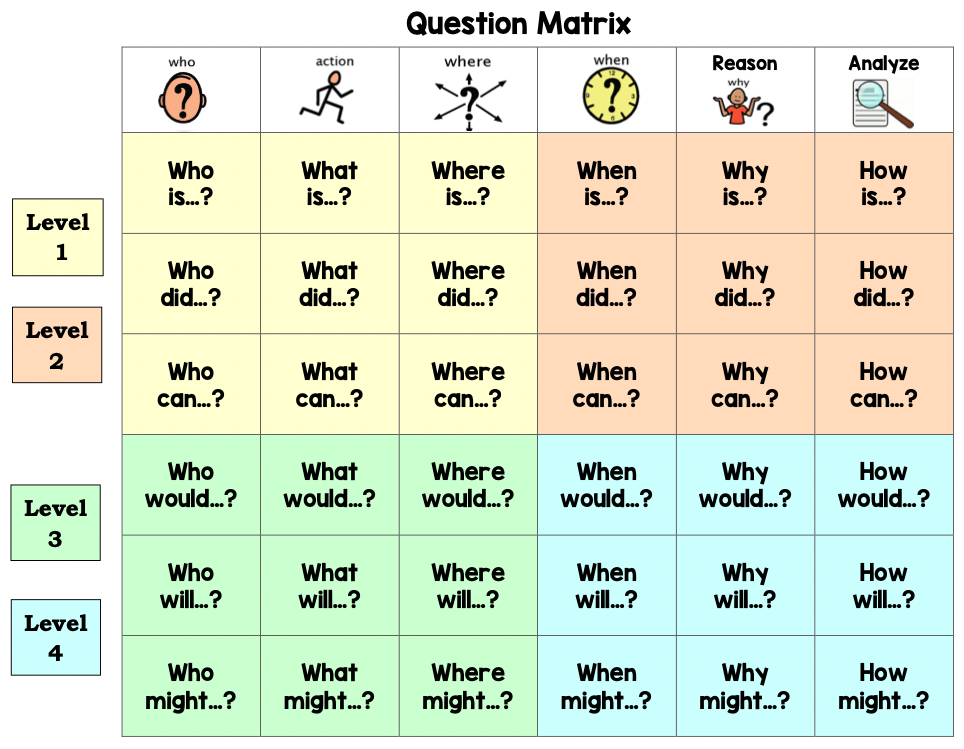 Question Matrix
who
action
where
when
Reason
why
Analyze
Who
is...?
What
is...?
Where
is...?
When
is...?
Why
is...?
How
is...?
Level
1
Who
did...?
What
did...?
Where
did...?
When
did...?
Why
did...?
How
did...?
Level
2
Who
can...?
What
can...?
Where
can...?
When
can...?
Why
can...?
How
can...?
Who
would...?
What
would...?
Where
would...?
When
would...?
Why
would...?
How
would...?
Level
3
Who
will...?
What
will...?
Where
will...?
When
will...?
Why
will...?
How
will...?
Level
4
Who
might...?
What
might...?
Where
might...?
When
might...?
Why
might...?
How
might...?